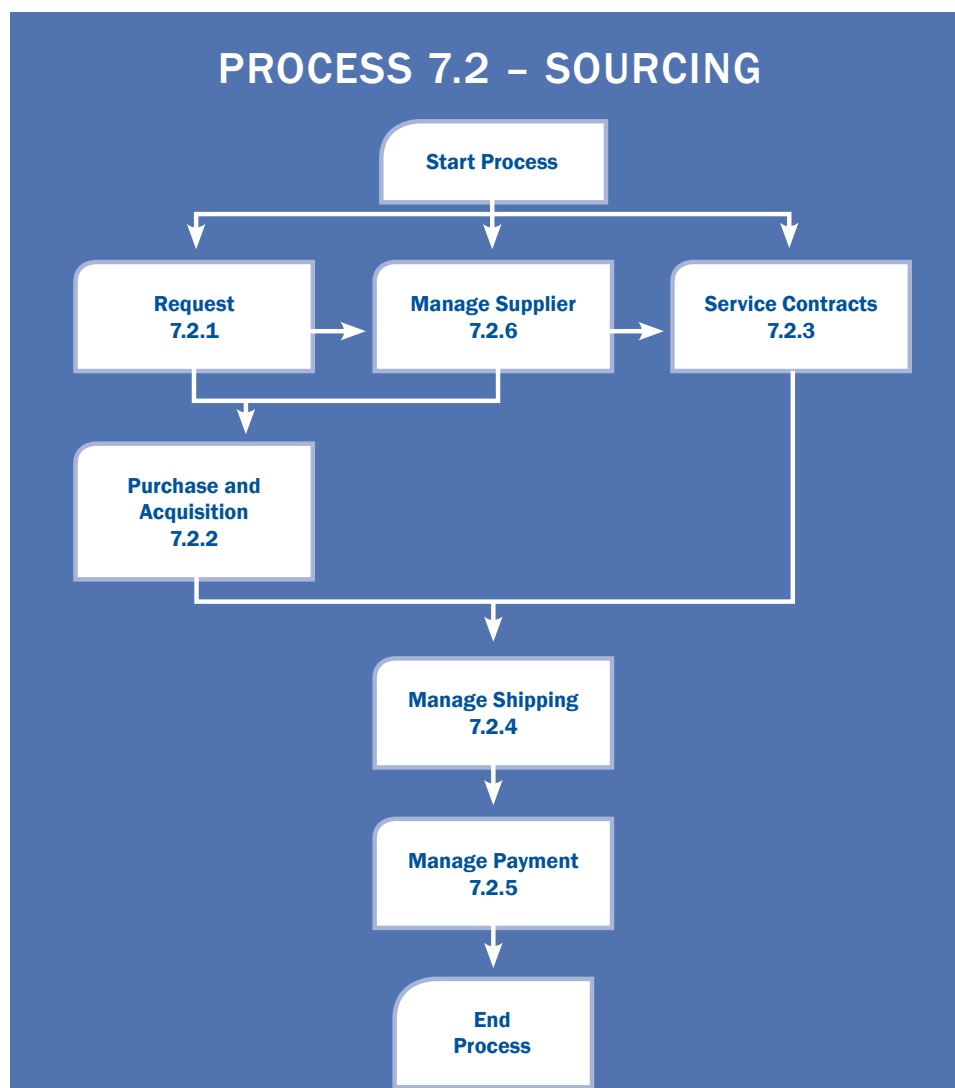 PROCESS 7.2 – SOURCING
Start Process
Request
7.2.1
Manage Supplier
7.2.6
Service Contracts
7.2.3
Purchase and
Acquisition
7.2.2
Manage Shipping
7.2.4
Manage Payment
7.2.5
End
Process